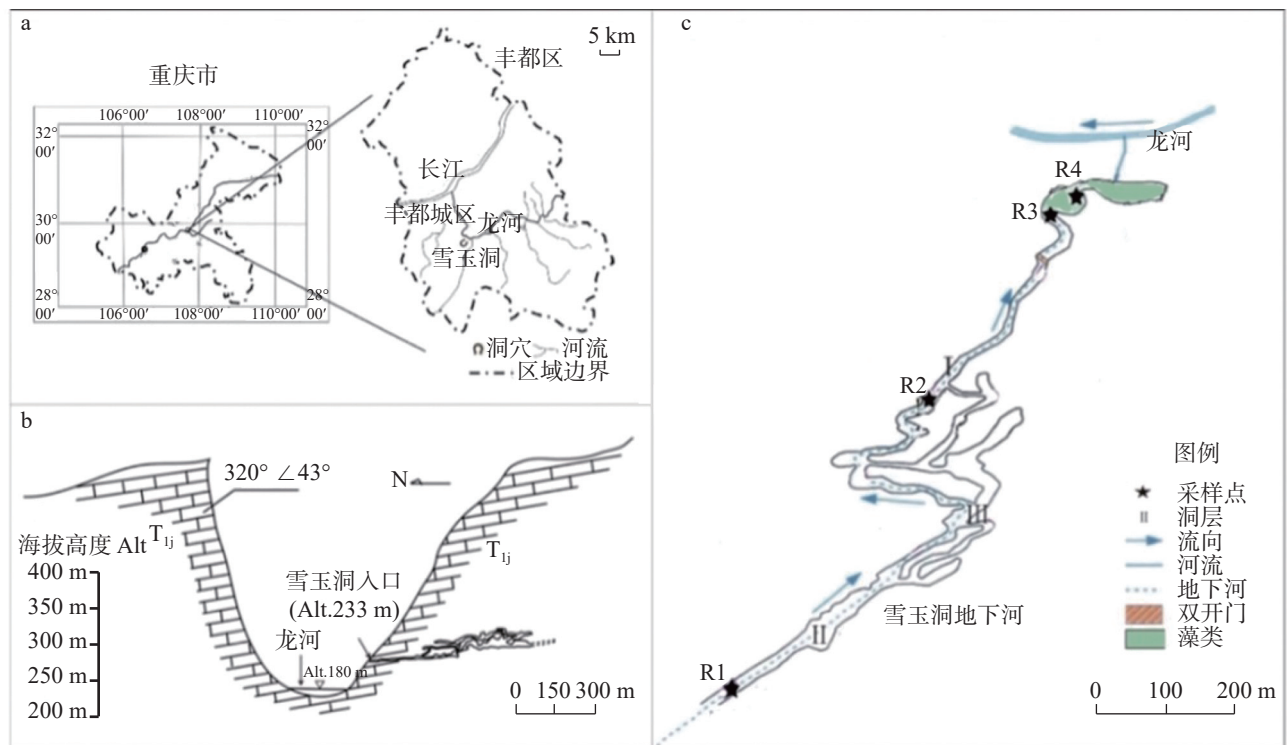 a
重庆市
106°00′ 108°00′ 110°00′
32°
00′
32°
00′
30°
00′
30°
00′
28°
00′
28°
00′
106°00′ 108°00′ 110°00′
5 km
丰都区
长江
丰都城区
龙河
雪玉洞
洞穴 河流
区域边界
b
320° ∠43°
N
T1j
T1j
海拔高度 Alt
400 m
350 m
300 m
250 m
200 m
雪玉洞入口
(Alt.233 m)
龙河
Alt.180 m
0 150 300 m
c
龙河
R4
R3
I
R2
III
雪玉洞地下河
II
R1
图例
采样点
II 洞层
流向
河流
地下河
双开门
藻类
0 100 200 m